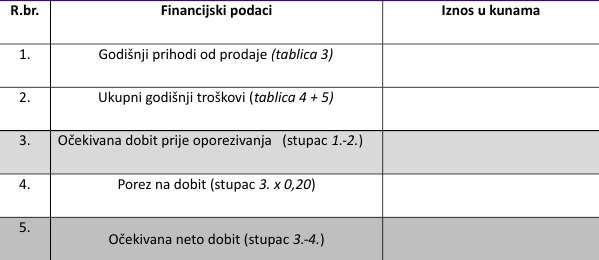 R.br. Financijski podaci Iznos u kunama
1. Godišnji prihodi od prodaje (tablica 3)
2. Ukupni godišnji troškovi (tablica 4 + 5)
3. Očekivana dobit prije oporezivanja (stupac 1.-2.)
4. Porez na dobit (stupac 3. x 0,20)
5. Očekivana neto dobit (stupac 3.-4.)